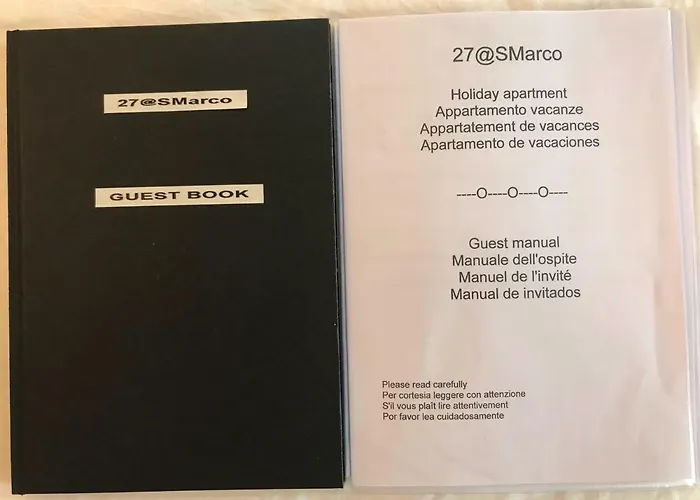 27@SMarco
GUEST BOOK
27@SMarco
Holiday apartment
Appartamento vacanze
Appartatement de vacances
Apartamento de vacaciones
----O----O----O----
Guest manual
Manuale dell'ospite
Manuel de l'invité
Manual de invitados
Please read carefully
Per cortesia leggere con attenzione
S'il vous plaît lire attentivement
Por favor lea cuidadosamente